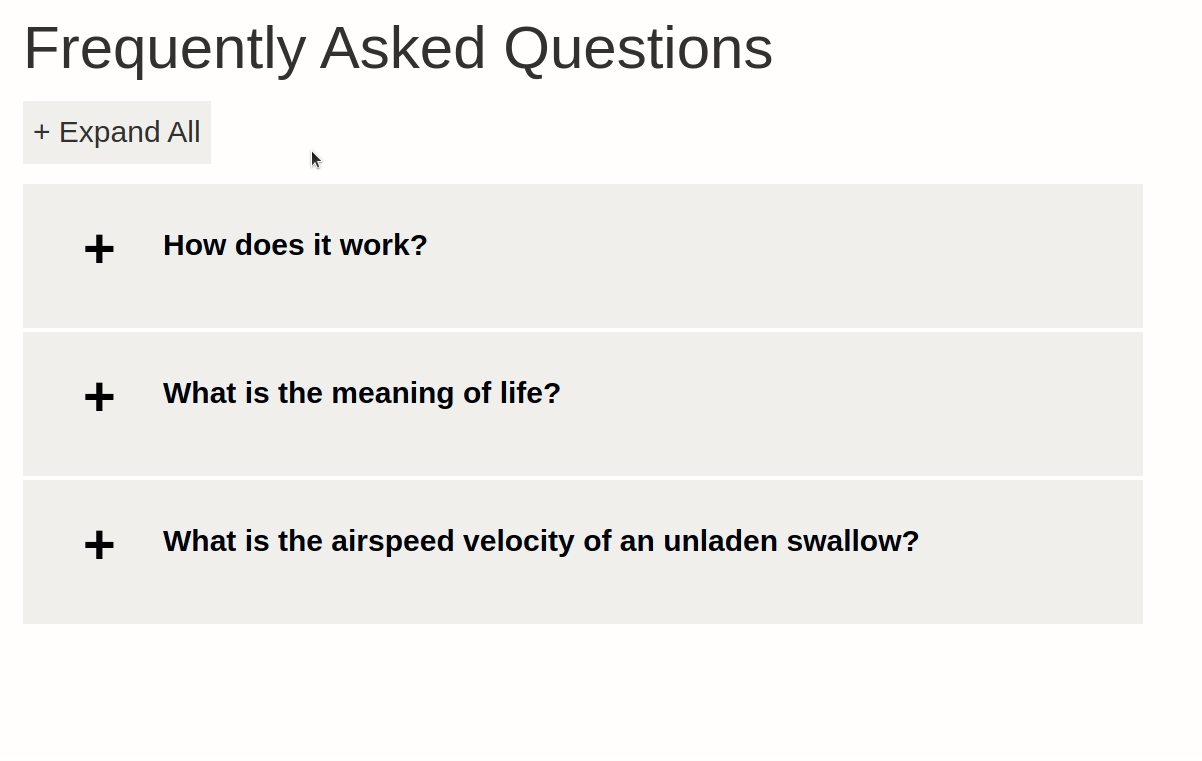 Frequently Asked Questions
+ Expand All
+ How does it work?
+ What is the meaning of life?
+ What is the airspeed velocity of an unladen swallow?